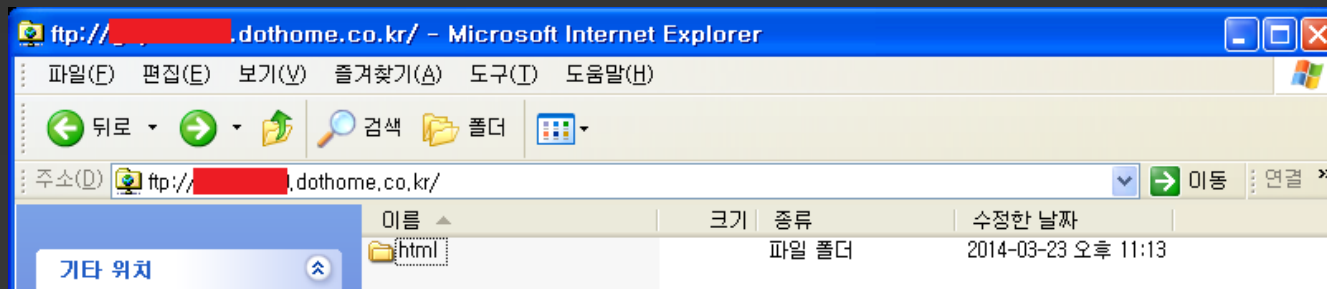 ftp:// .dothome.co.kr/ - Microsoft Internet Explorer
파일(F) 편집(E) 보기(V) 즐겨찾기(A) 도구(T) 도움말(H)
뒤로 검색 폴더
주소(D) ftp:// .dothome.co.kr/ 이동 연결 »
이름 크기 종류 수정한 날짜
html 파일 폴더 2014-03-23 오후 11:13
기타 위치